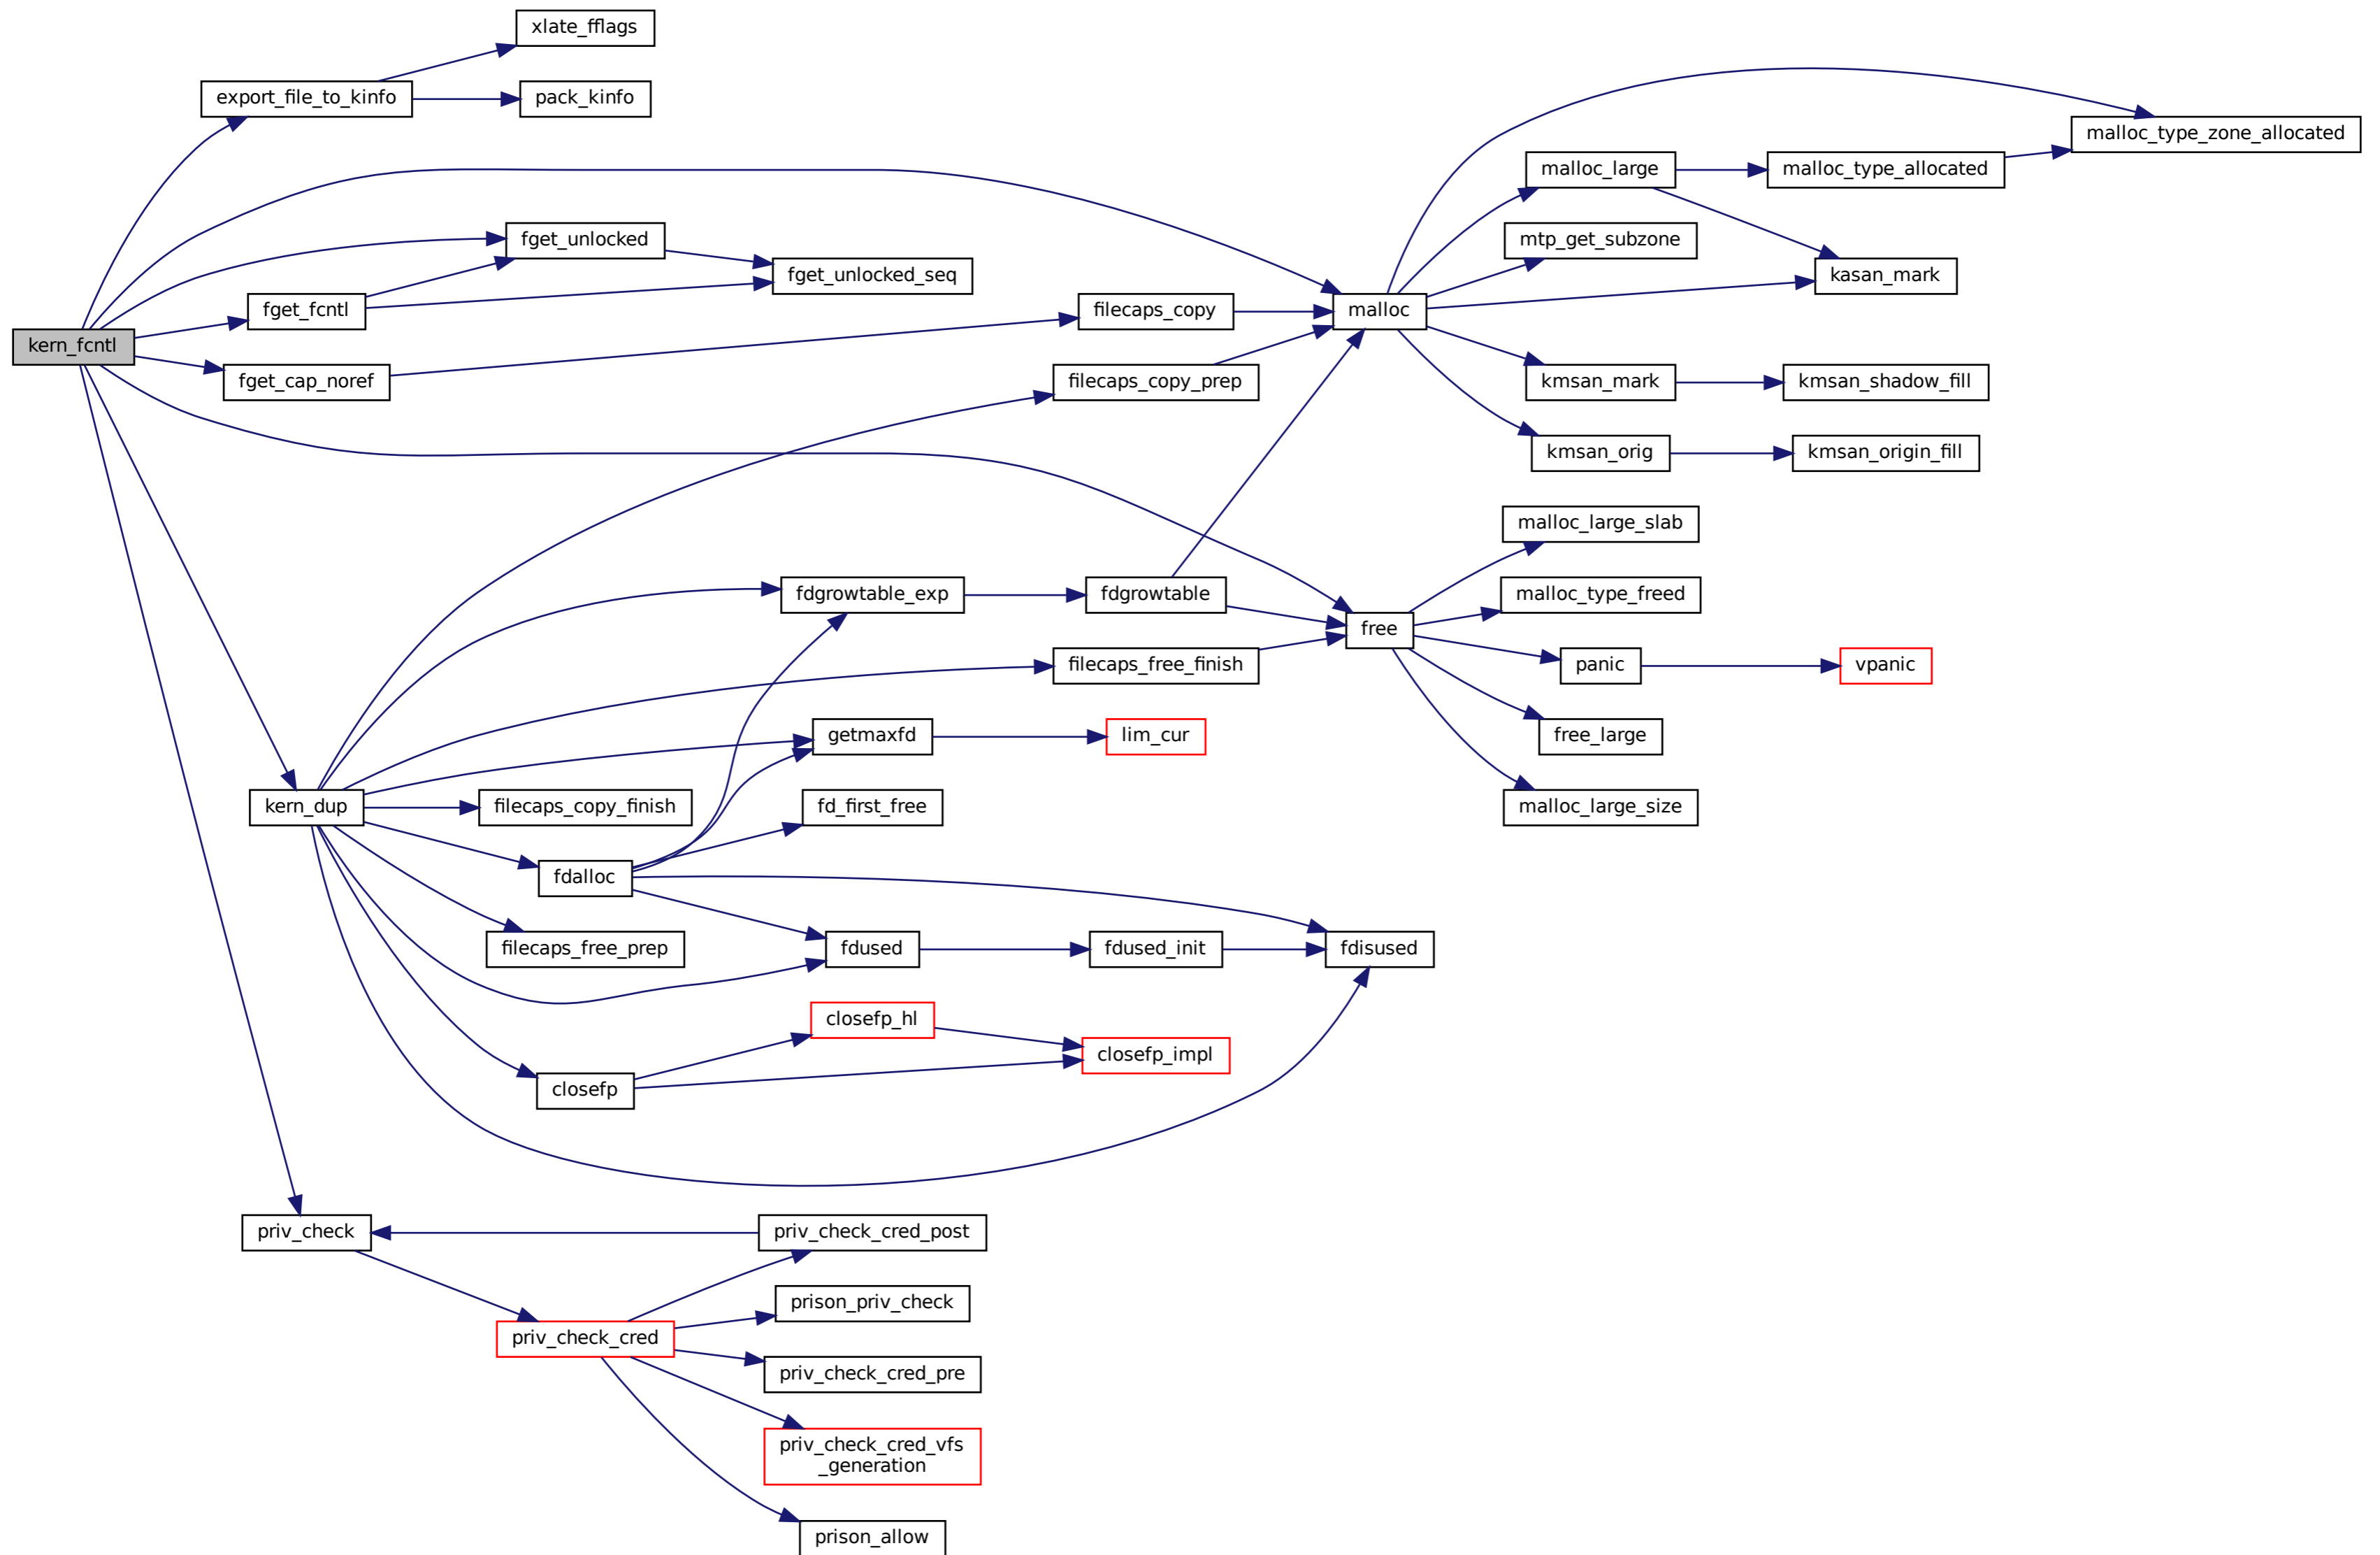 xlate_fflags
export_file_to_kinfo
pack_kinfo
malloc_type_zone_allocated
malloc_large
malloc_type_allocated
fget_unlocked
mtp_get_subzone
fget_unlocked_seq
kasan_mark
fget_fcntl
filecaps_copy
malloc
kern_fcntl
fget_cap_noref
filecaps_copy_prep
kmsan_mark
kmsan_shadow_fill
kmsan_orig
kmsan_origin_fill
malloc_large_slab
fdgrowtable_exp
fdgrowtable
malloc_type_freed
free
filecaps_free_finish
panic
vpanic
getmaxfd
lim_cur
free_large
kern_dup
filecaps_copy_finish
fd_first_free
malloc_large_size
fdalloc
filecaps_free_prep
fdused
fdused_init
fdisused
closefp_hl
closefp_impl
closefp
priv_check
priv_check_cred_post
prison_priv_check
priv_check_cred
priv_check_cred_pre
priv_check_cred_vfs
_generation
prison_allow